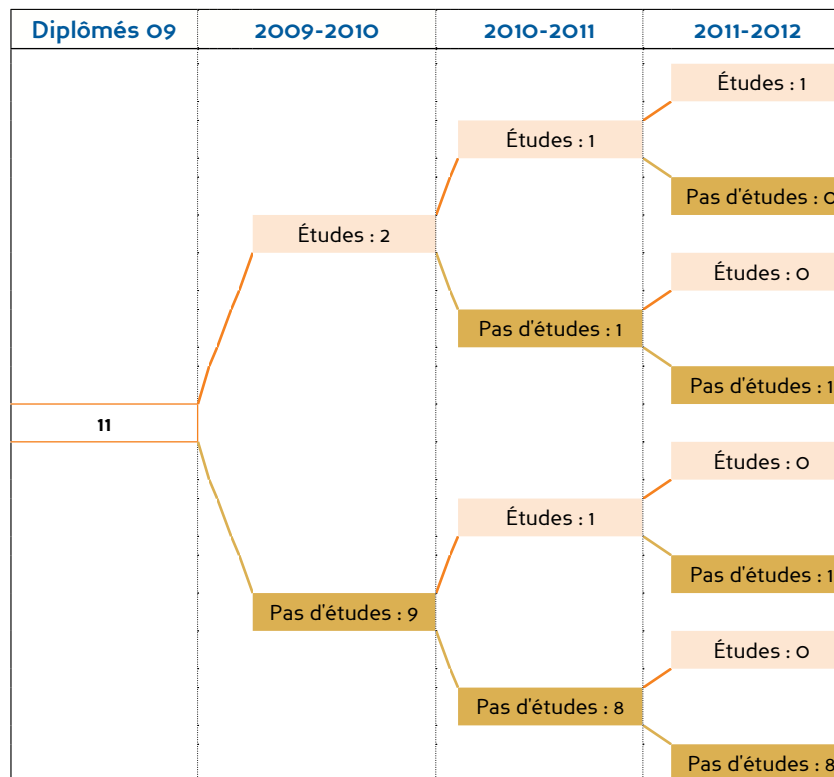 Diplômés 09 2009-2010 2010-2011 2011-2012
Études : 1
Études : 1
Pas d'études : 0
Études : 2
Études : 0
Pas d'études : 1
Pas d'études : 1
11
Études : 0
Études : 1
Pas d'études : 1
Pas d'études : 9
Études : 0
Pas d'études : 8
Pas d'études : 8